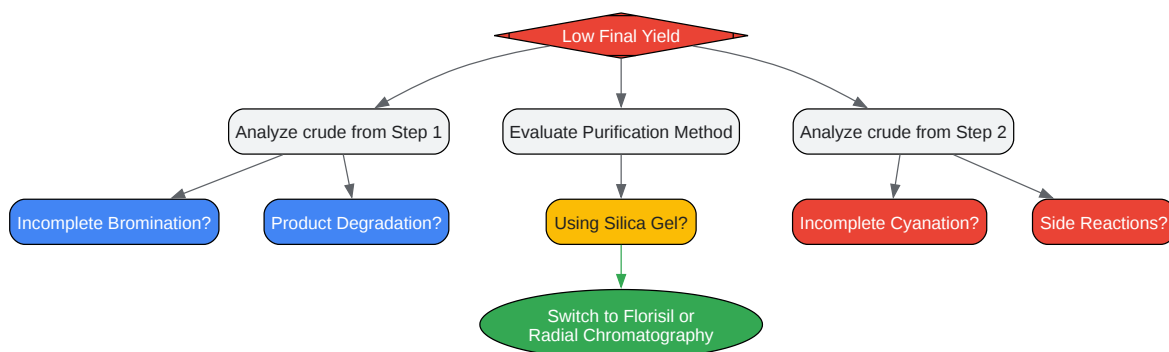 Low Final Yield
Analyze crude from Step 1
Evaluate Purification Method
Analyze crude from Step 2
Incomplete Bromination?
Product Degradation?
Using Silica Gel?
Incomplete Cyanation?
Side Reactions?
Switch to Florisil or
Radial Chromatography